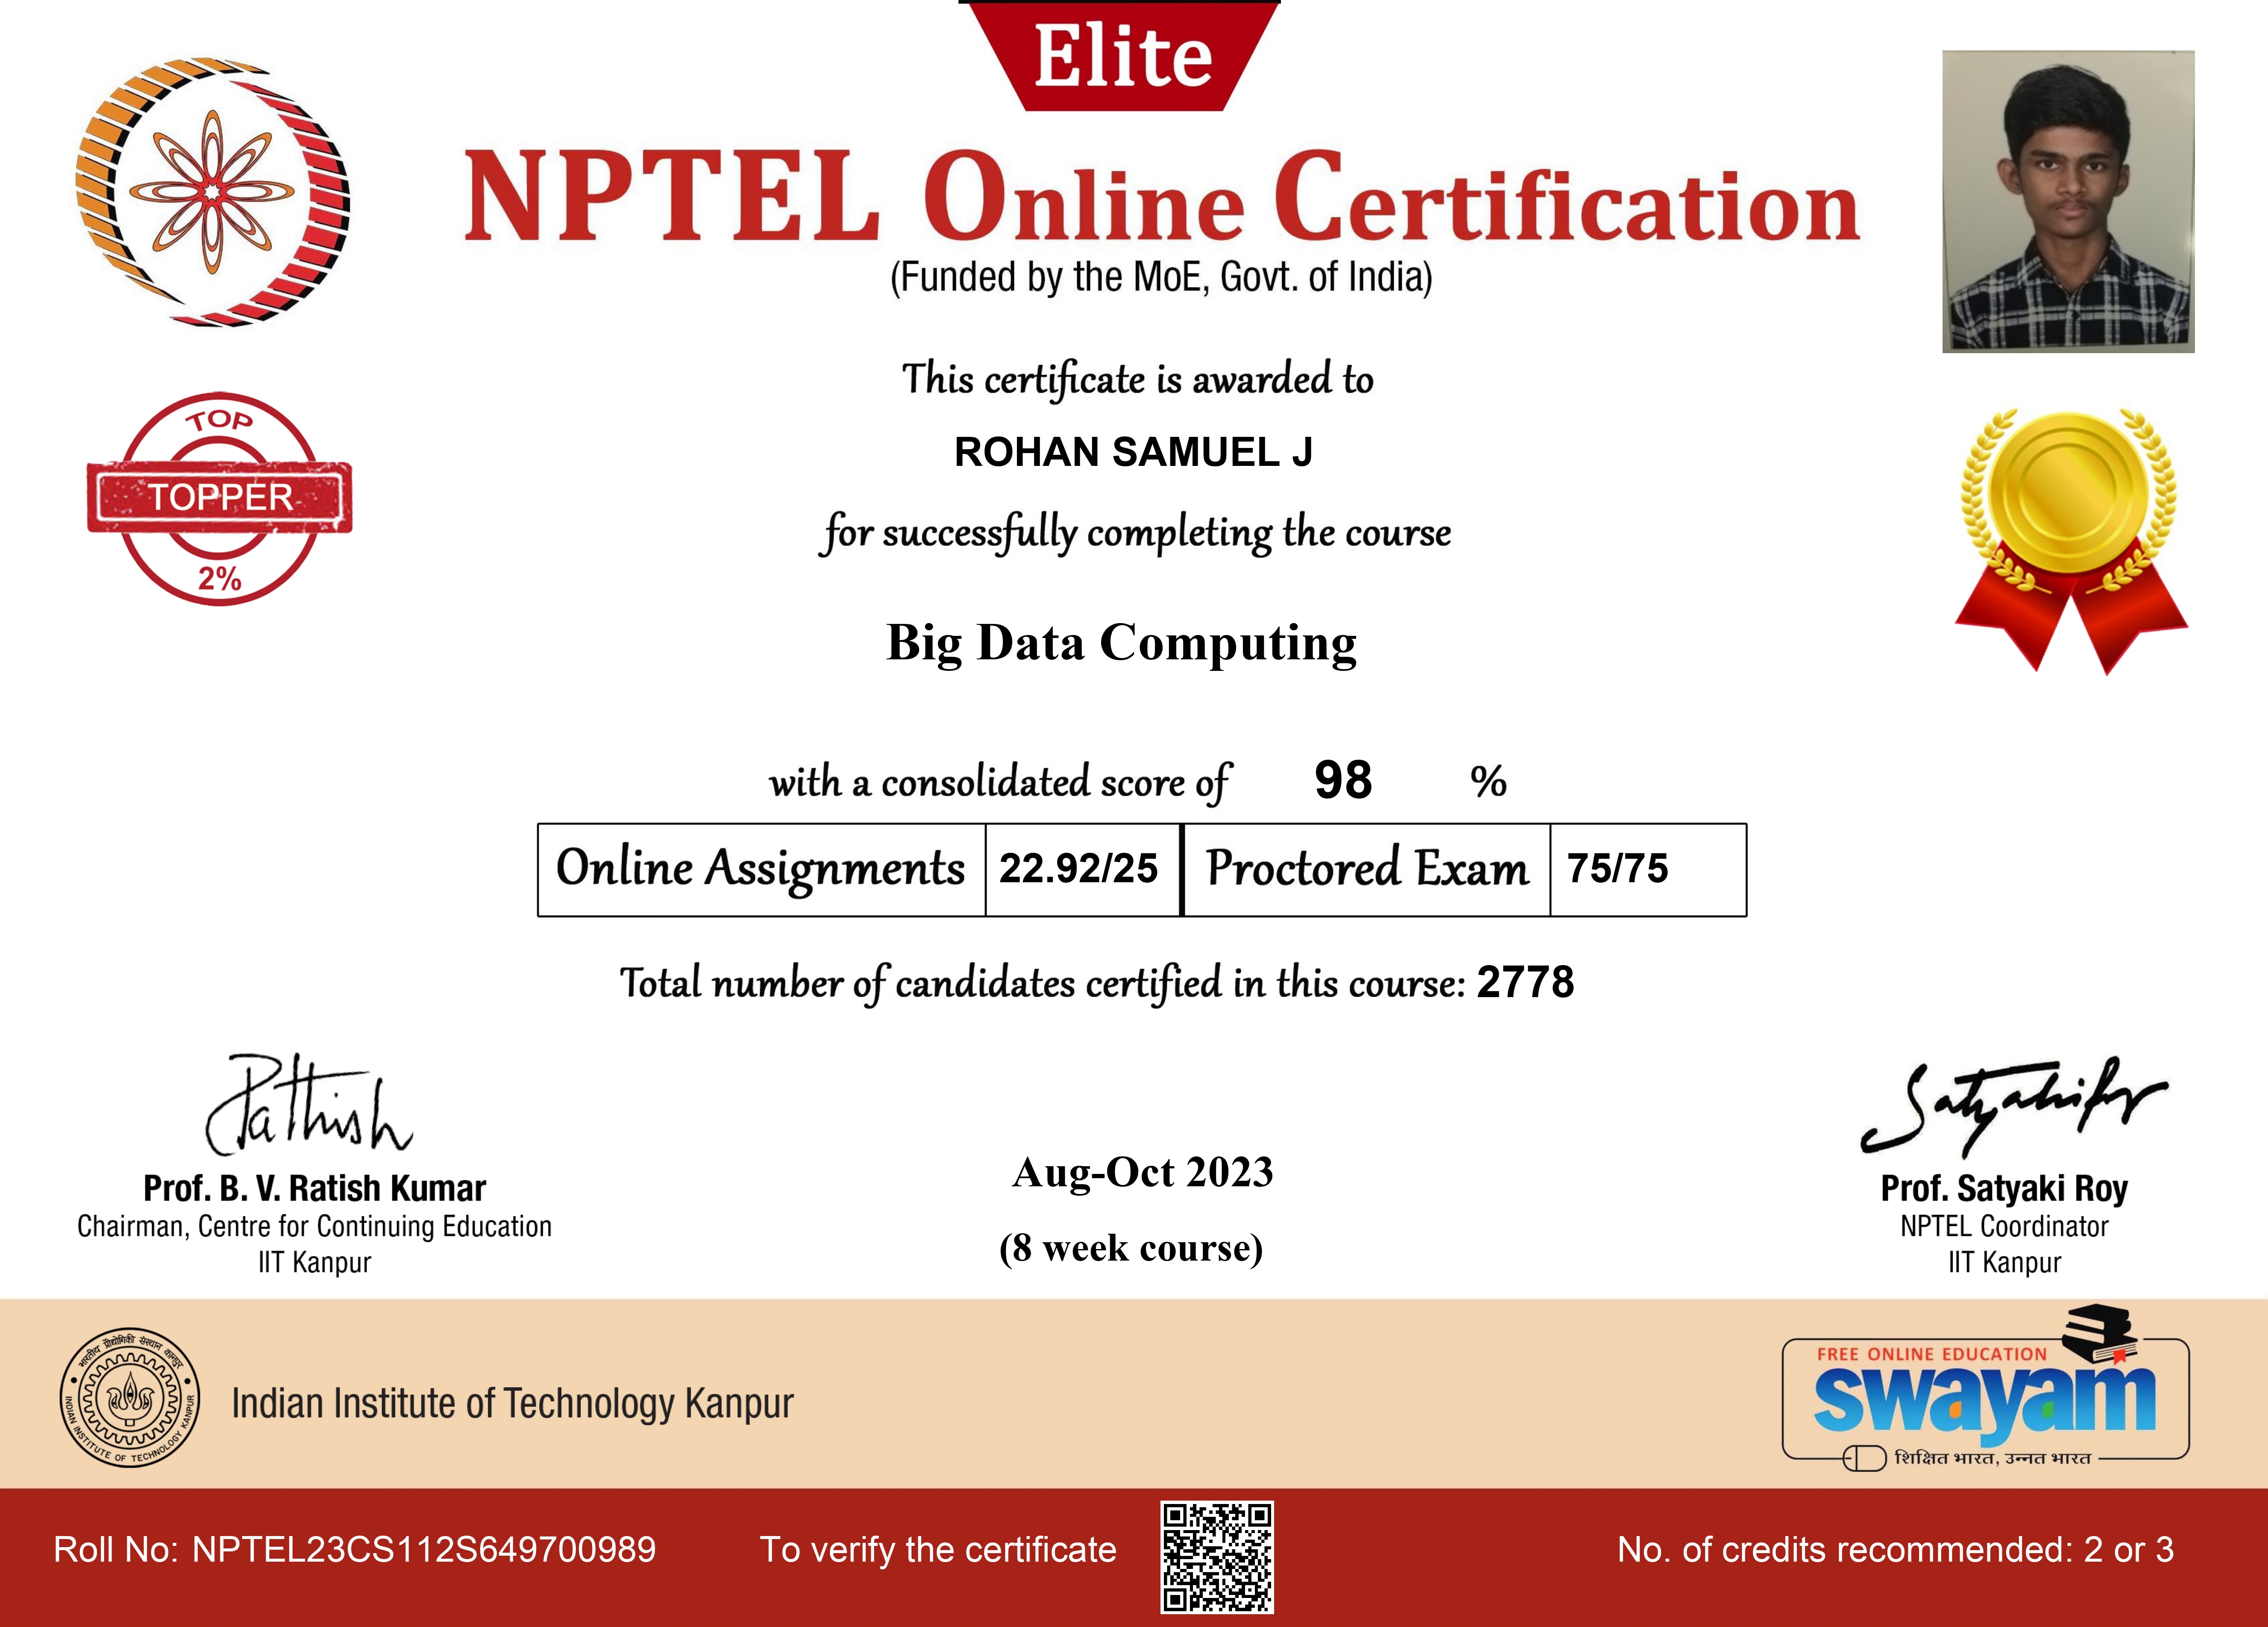 Elite
NPTEL Online Certification
(Funded by the MoE, Govt. of India)
This certificate is awarded to
ROHAN SAMUEL J
for successfully completing the course
TOP
TOPPER
2%
Big Data Computing
with a consolidated score of 98 %
Online Assignments 22.92/25 Proctored Exam 75/75
Total number of candidates certified in this course: 2778
Prof. B. V. Ratish Kumar
Chairman, Centre for Continuing Education
IIT Kanpur
Aug-Oct 2023
(8 week course)
Prof. Satyaki Roy
NPTEL Coordinator
IIT Kanpur
भारतीय प्रौद्योगिकी संस्थान कानपुर
INDIAN INSTITUTE OF TECHNOLOGY KANPUR
Indian Institute of Technology Kanpur
FREE ONLINE EDUCATION
swayam
शिक्षित भारत, उन्नत भारत
Roll No: NPTEL23CS112S649700989
To verify the certificate
No. of credits recommended: 2 or 3